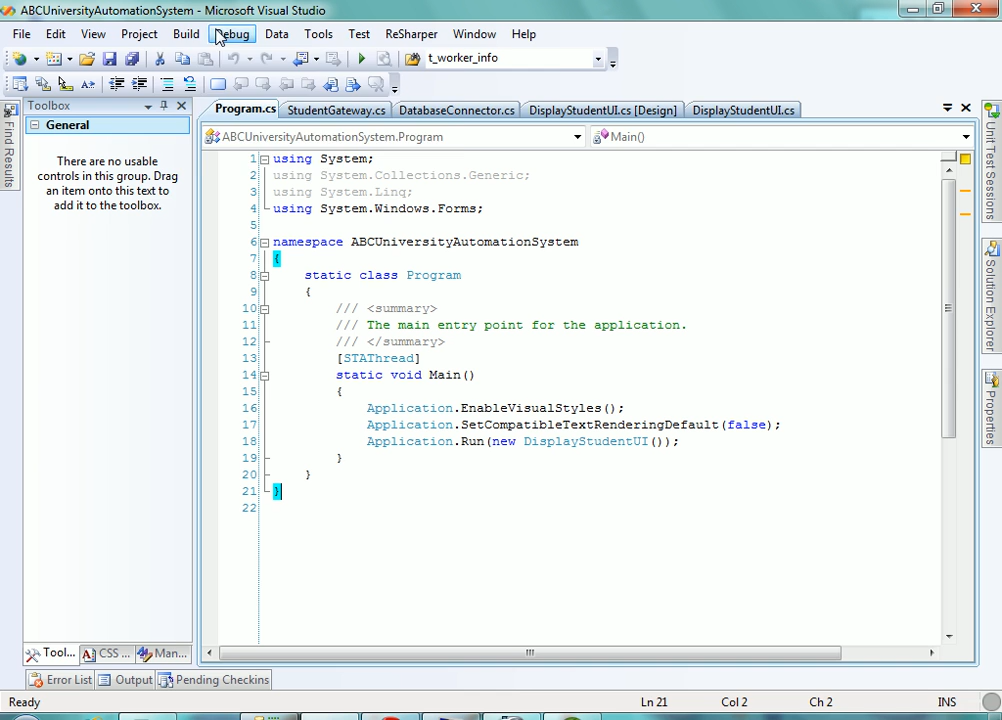 ABCUniversityAutomationSystem - Microsoft Visual Studio
File Edit View Project Build Debug Data Tools Test ReSharper Window Help
t_worker_info
Toolbox
General
There are no usable
controls in this group. Drag
an item onto this text to
add it to the toolbox.
Find Results
Program.cs StudentGateway.cs DatabaseConnector.cs DisplayStudentUI.cs [Design] DisplayStudentUI.cs
ABCUniversityAutomationSystem.Program Main()
1 using System;
2 using System.Collections.Generic;
3 using System.Linq;
4 using System.Windows.Forms;
5
6 namespace ABCUniversityAutomationSystem
7 {
8 static class Program
9 {
10 /// <summary>
11 /// The main entry point for the application.
12 /// </summary>
13 [STAThread]
14 static void Main()
15 {
16 Application.EnableVisualStyles();
17 Application.SetCompatibleTextRenderingDefault(false);
18 Application.Run(new DisplayStudentUI());
19 }
20 }
21 }
22
Unit Test Sessions
Solution Explorer
Properties
Tool... CSS ... Man...
Error List Output Pending Checkins
Ready Ln 21 Col 2 Ch 2 INS